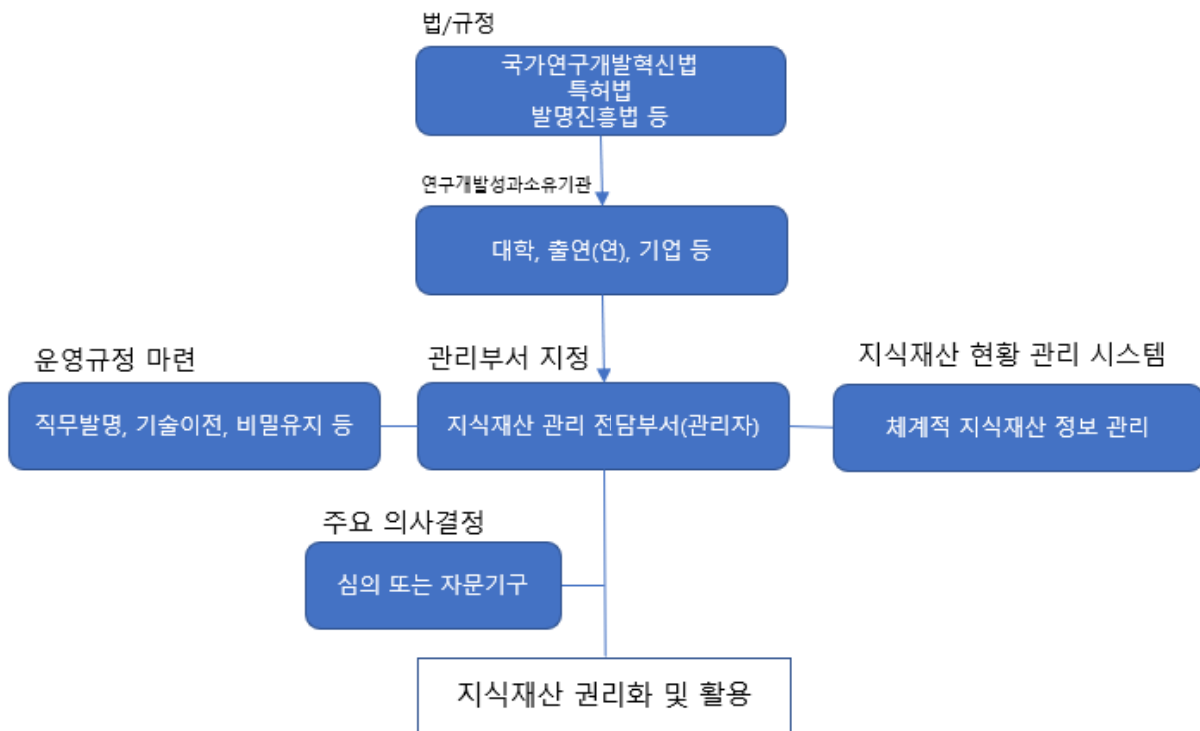 법/규정
국가연구개발혁신법
특허법
발명진흥법 등
연구개발성과소유기관
대학, 출연(연), 기업 등
운영규정 마련
관리부서 지정
지식재산 현황 관리 시스템
직무발명, 기술이전, 비밀유지 등
지식재산 관리 전담부서(관리자)
체계적 지식재산 정보 관리
주요 의사결정
심의 또는 자문기구
지식재산 권리화 및 활용